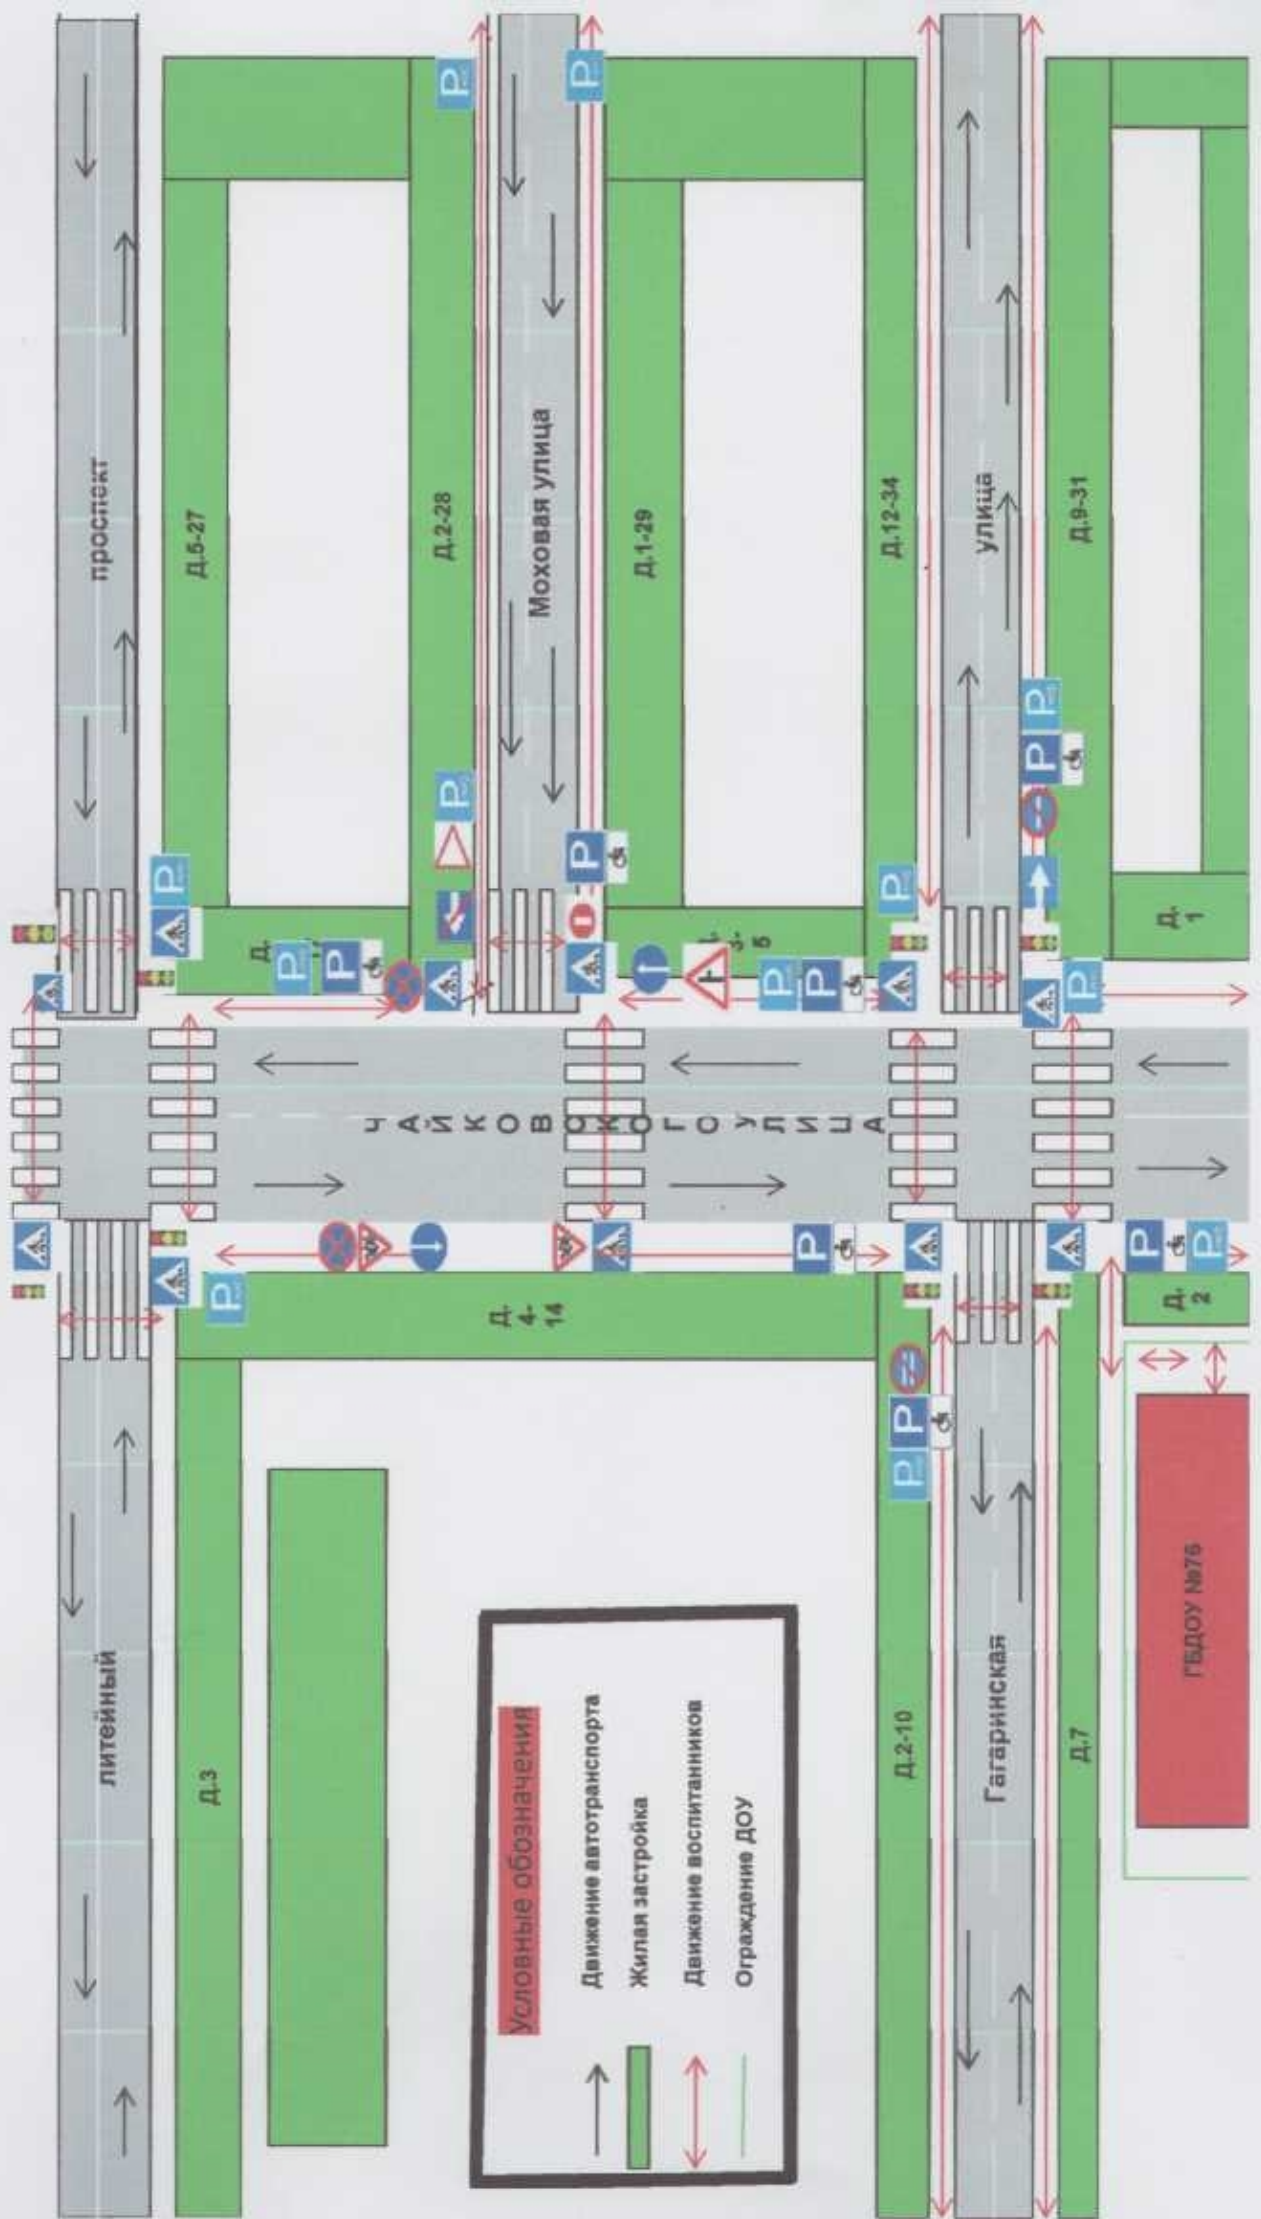 литейный
проспект
Д.3
Д.5-27
Д.
Д.2-28
Условные обозначения
Движение автотранспорта
Жилая застройка
Движение воспитанников
Ограждение ДОУ
Д.
4-
14
ЧАЙКОВСКОГО УЛИЦА
Моховая улица
Д.1-29
3-
5
Д.12-34
Д.2-10
Гагаринская
улица
Д.7
Д.9-31
Д.
2
Д.
1
ГБДОУ №76